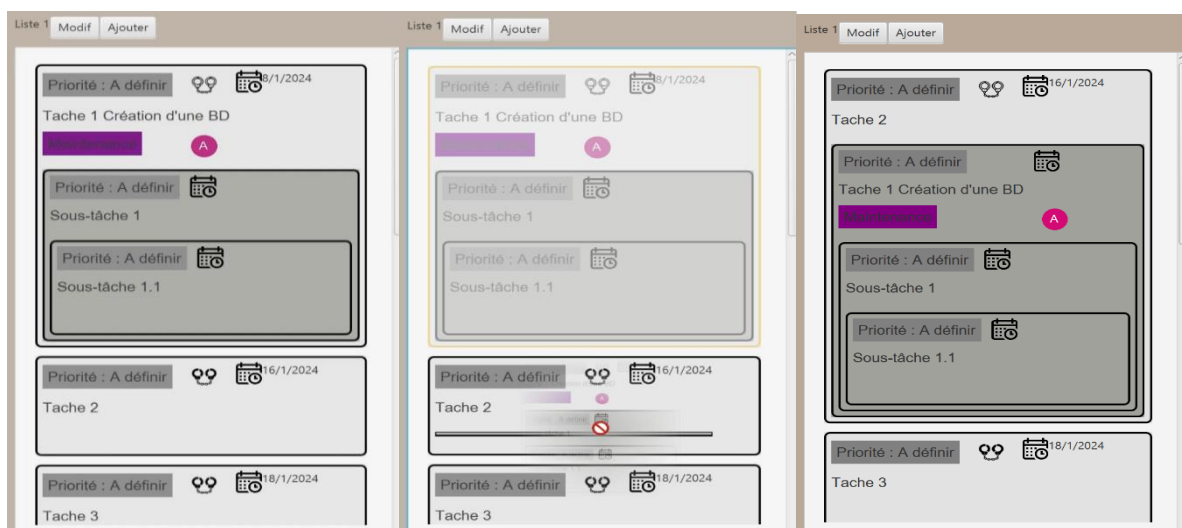 Liste 1 Modif Ajouter
Priorité : A définir 8/1/2024
Tache 1 Création d'une BD
Maintenance A
Priorité : A définir
Sous-tâche 1
Priorité : A définir
Sous-tâche 1.1
Priorité : A définir 16/1/2024
Tache 2
Priorité : A définir 18/1/2024
Tache 3
Liste 1 Modif Ajouter
Priorité : A définir 8/1/2024
Tache 1 Création d'une BD
A
Priorité : A définir
Sous-tâche 1
Priorité : A définir
Sous-tâche 1.1
Priorité : A définir 16/1/2024
Tache 2
A
Priorité : A définir 18/1/2024
Tache 3
Liste 1 Modif Ajouter
Priorité : A définir 16/1/2024
Tache 2
Priorité : A définir
Tache 1 Création d'une BD
Maintenance A
Priorité : A définir
Sous-tâche 1
Priorité : A définir
Sous-tâche 1.1
Priorité : A définir 18/1/2024
Tache 3